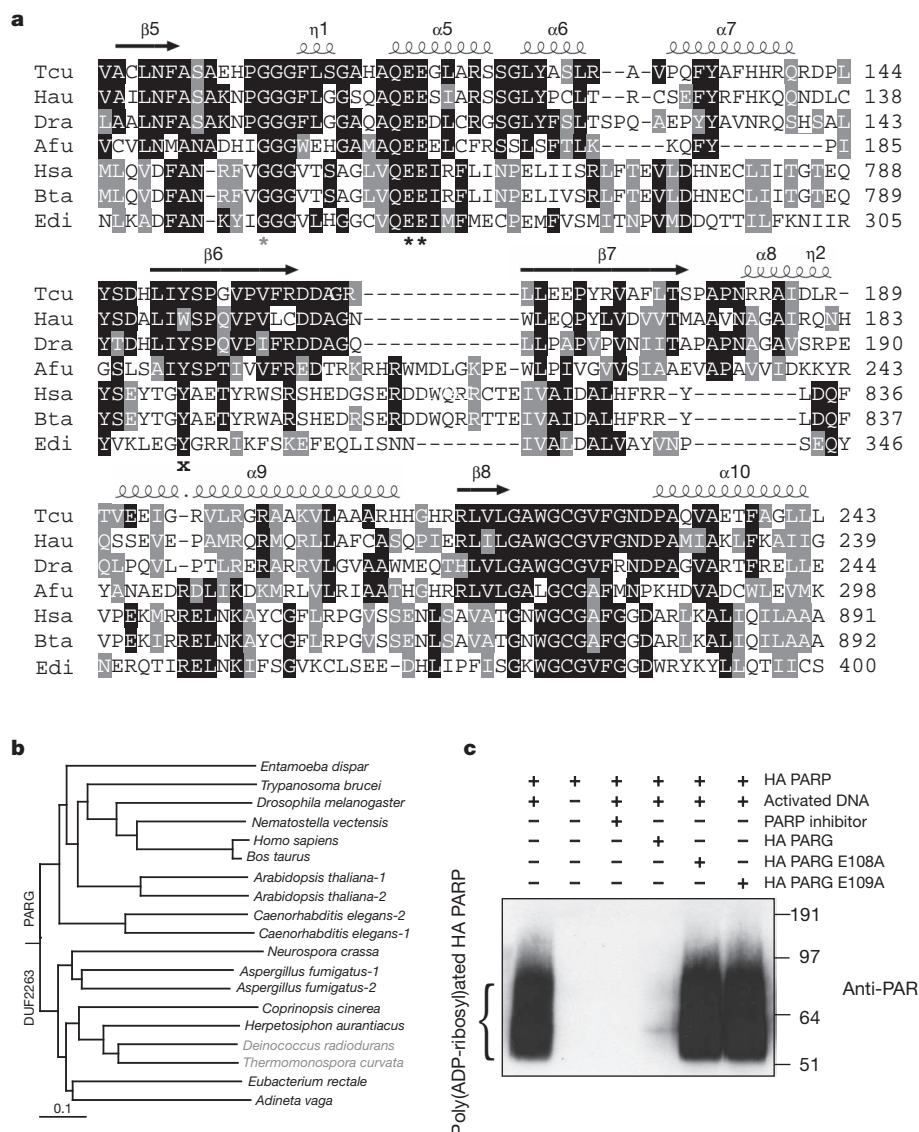 a
β5 η1 α5 α6 α7
Tcu VACLNFASAEHPGGGFLSGAHAQEEGLARSSGLYASLR--A-VPQFYAFHHRQRDPL 144
Hau VAILNFASAKNPGGGFLGGSQAQEESIARSSGLYPCLT--R-CSEFYRFHKQQNDLC 138
Dra LAALNFASAKNPGGGFLGGAQAQEEDLCRGSGLYFSLTSPQ-AEPYYAVNRQSHSAL 143
Afu VCVLNMANADHIGGGWEHGAMAQEEELCFRSSLSFTLK-----KQFY-------PI 185
Hsa MLQVDFAN-RFVGGGVTSAGLVQEEIRFLINPELIISRLFTEVLDHNECLIITGTEQ 788
Bta MLQVDFAN-RFVGGGVTSAGLVQEEIRFLINPELIVSRLFTEVLDHNECLIITGTEQ 789
Edi NLKADFAN-KYIGGGVLHGGCVQEEIMFMECPEMFVSMITNPVMDDQTTILFKNIIR 305
* **
β6 β7 α8 η2
Tcu YSDHLIYSPGVPVFRDDAGR--------------LLEEPYRVAFLTSPAPNRRAIDLR- 189
Hau YSDALIWSPQVPVLCDDAGN--------------WLEQPYLVDVVTMAAVNAGAIRQNH 183
Dra YTDHLIYSPQVPIFRDDAGQ--------------LLPAPVPVNIITAPAPNAGAVSRPE 190
Afu GSLSAIYSPTIVVFREDTRKRHRWMDLGKPE-WLPIVGVVSIAAEVAPAVVIDKKYR 243
Hsa YSEYTGYAETYRWSRSHEDGSERDDWQRRCTEIVAIDALHFRR-Y--------LDQF 836
Bta YSEYTGYAETYRWARSHEDRSERDDWQRRTTEIVAIDALHFRR-Y--------LDQF 837
Edi YVKLEGYGRRIKFSKEFEQLISNN--------IVALDALVAYVNP--------SEQY 346
x
α9 β8 α10
Tcu TVEEIG-RVLRGRAAKVLAAARHHGHRRLVLGAWGCGVFGNDPAQVAETFAGLLL 243
Hau QSSEVE-PAMRQRMQRLLAFCASQPIERLILGAWGCGVFGNDPAMIAKLFKAIIG 239
Dra QLPQVL-PTLRERARRVLGVAAWMEQTHLVLGAWGCGVFRNDPAGVARTFRELLE 244
Afu YANAEDRDLIKDKMRLVLRIAATHGHRRLVLGALGCGAFMNPKHDVADCWLEVMK 298
Hsa VPEKMRRELNKAYCGFLRPGVSSENLSAVATGNWGCGAFGGDARLKALIQILAAA 891
Bta VPEKIRRELNKAYCGFLRPGVSSENLSAVATGNWGCGAFGGDARLKALIQILAAA 892
Edi NERQTIRELNKIFSGVKCLSEE-DHLIPFISGKWGCGVFGGDWRYKYLLQTIICS 400
b
PARG
DUF2263
Entamoeba dispar
Trypanosoma brucei
Drosophila melanogaster
Nematostella vectensis
Homo sapiens
Bos taurus
Arabidopsis thaliana-1
Arabidopsis thaliana-2
Caenorhabditis elegans-2
Caenorhabditis elegans-1
Neurospora crassa
Aspergillus fumigatus-1
Aspergillus fumigatus-2
Coprinopsis cinerea
Herpetosiphon aurantiacus
Deinococcus radiodurans
Thermomonospora curvata
Eubacterium rectale
Adineta vaga
0.1
c
+ + + + + + HA PARP
+ – + + + + Activated DNA
– – + – – – PARP inhibitor
– – – + – – HA PARG
– – – – + – HA PARG E108A
– – – – – + HA PARG E109A
Poly(ADP-ribosyl)ated HA PARP
191
97
64
51
Anti-PAR